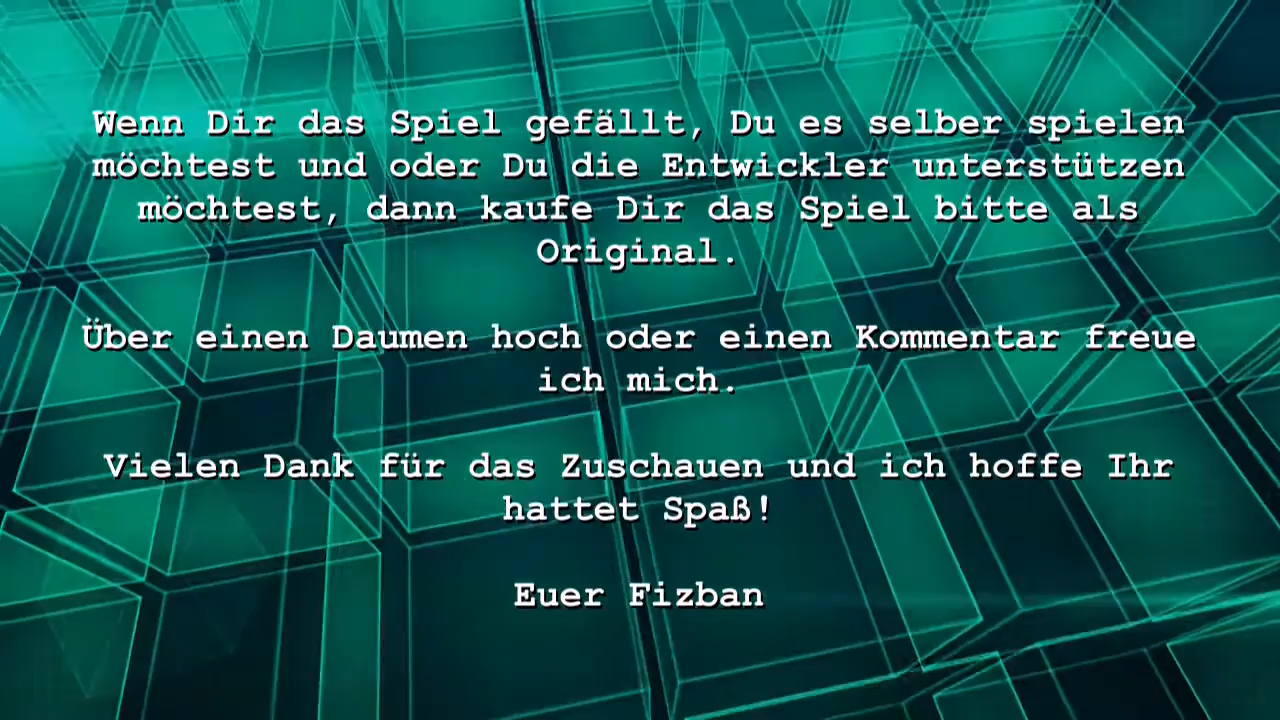 Wenn Dir das Spiel gefällt, Du es selber spielen
möchtest und oder Du die Entwickler unterstützen
möchtest, dann kaufe Dir das Spiel bitte als
Original.
Über einen Daumen hoch oder einen Kommentar freue
ich mich.
Vielen Dank für das Zuschauen und ich hoffe Ihr
hattet Spaß!
Euer Fizban